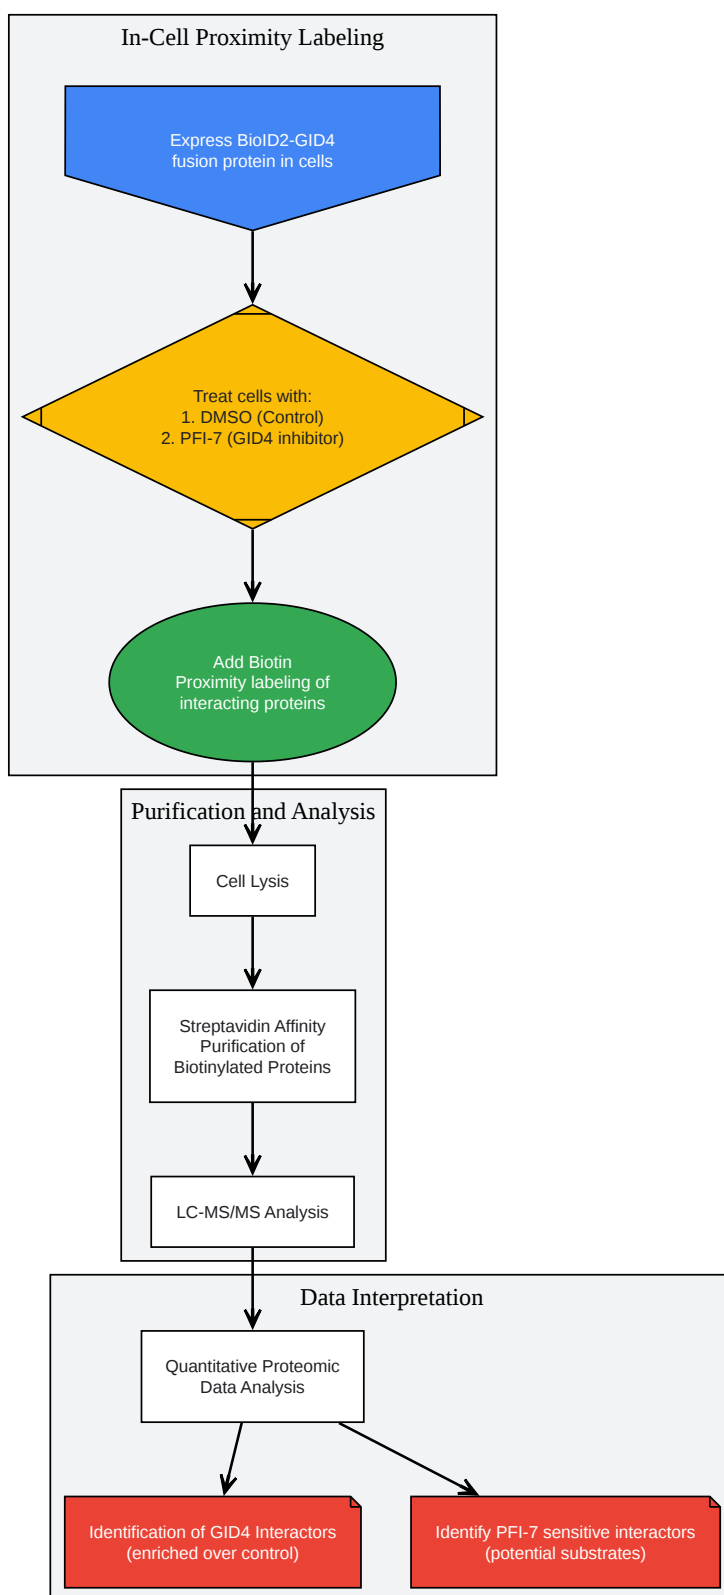 In-Cell Proximity Labeling
Express BioID2-GID4
fusion protein in cells
Treat cells with:
1. DMSO (Control)
2. PFI-7 (GID4 inhibitor)
Add Biotin
Proximity labeling of
interacting proteins
Purification and Analysis
Cell Lysis
Streptavidin Affinity
Purification of
Biotinylated Proteins
LC-MS/MS Analysis
Data Interpretation
Quantitative Proteomic
Data Analysis
Identification of GID4 Interactors
(enriched over control)
Identify PFI-7 sensitive interactors
(potential substrates)